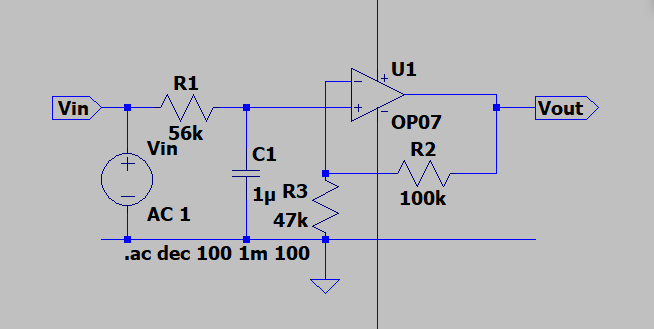 U1
R1
Vin
Vout
56k
OP07
Vin
C1
R2
1µ
R3
100k
AC 1
47k
.ac dec 100 1m 100